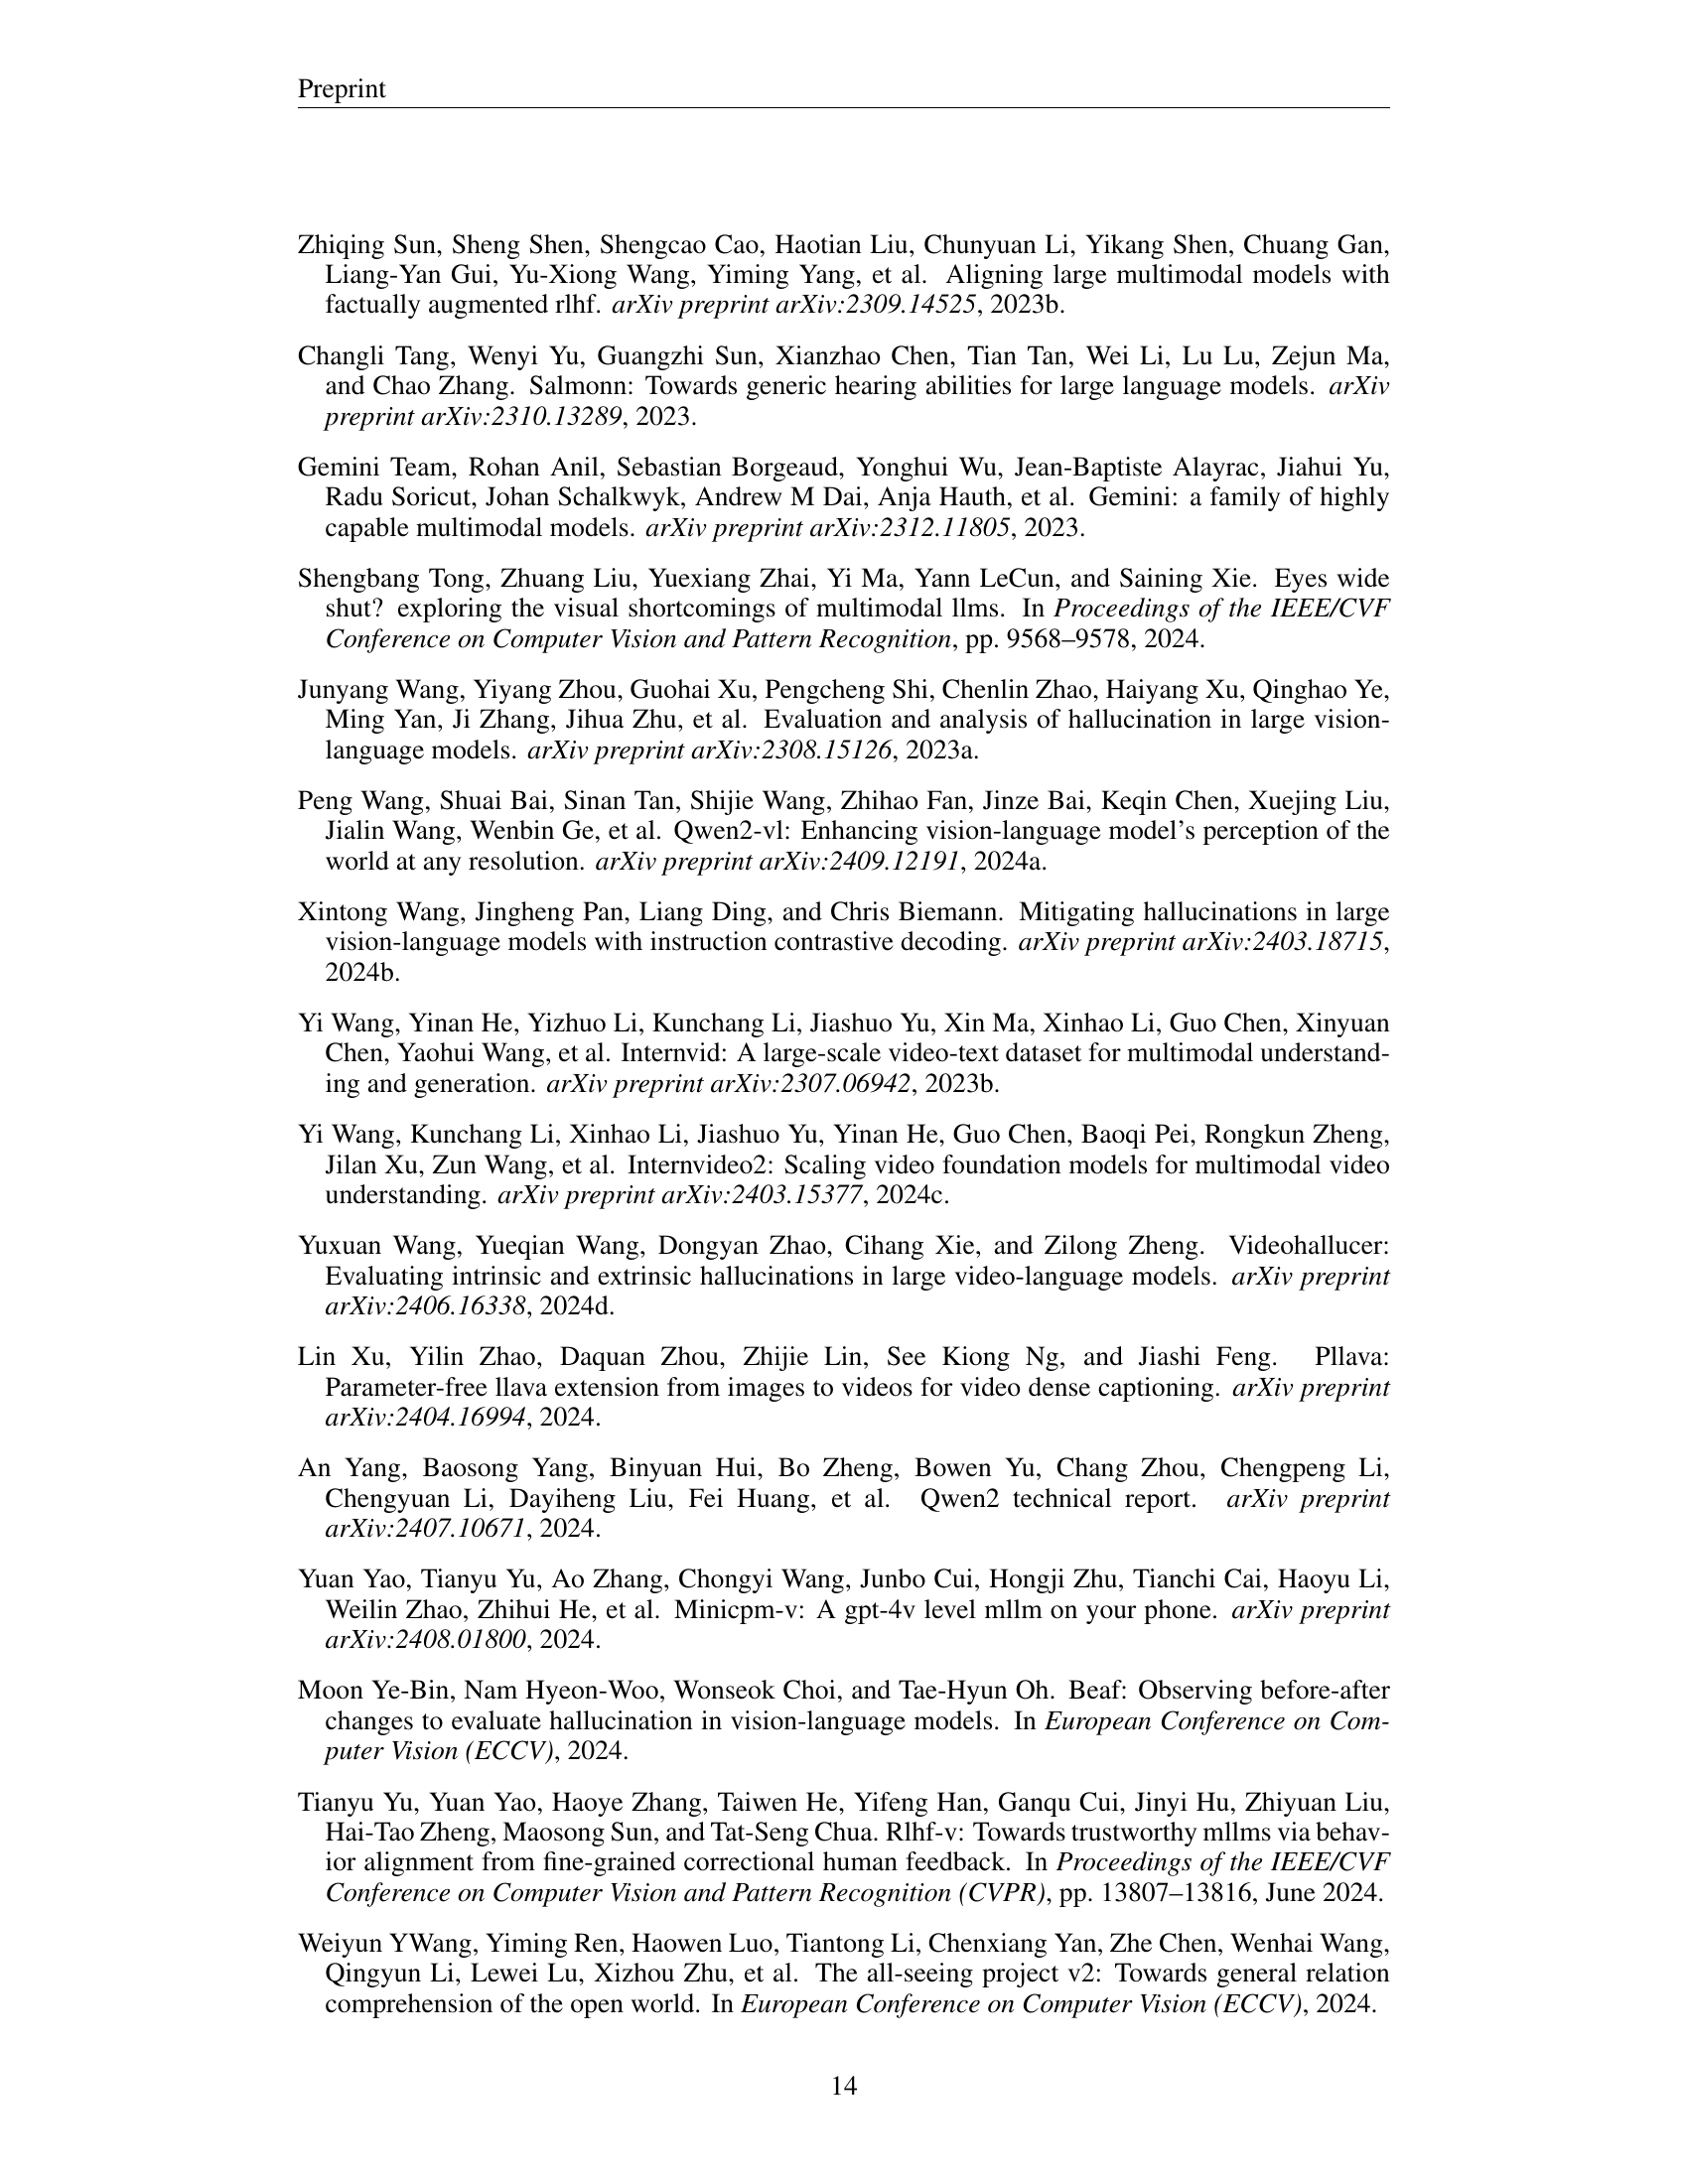 Preprint
Zhiqing Sun, Sheng Shen, Shengcao Cao, Haotian Liu, Chunyuan Li, Yikang Shen, Chuang Gan,
Liang-Yan Gui, Yu-Xiong Wang, Yiming Yang, et al. Aligning large multimodal models with
factually augmented rlhf. arXiv preprint arXiv:2309.14525, 2023b.
Changli Tang, Wenyi Yu, Guangzhi Sun, Xianzhao Chen, Tian Tan, Wei Li, Lu Lu, Zejun Ma,
and Chao Zhang. Salmonn: Towards generic hearing abilities for large language models. arXiv
preprint arXiv:2310.13289, 2023.
Gemini Team, Rohan Anil, Sebastian Borgeaud, Yonghui Wu, Jean-Baptiste Alayrac, Jiahui Yu,
Radu Soricut, Johan Schalkwyk, Andrew M Dai, Anja Hauth, et al. Gemini: a family of highly
capable multimodal models. arXiv preprint arXiv:2312.11805, 2023.
Shengbang Tong, Zhuang Liu, Yuexiang Zhai, Yi Ma, Yann LeCun, and Saining Xie. Eyes wide
shut? exploring the visual shortcomings of multimodal llms. In Proceedings of the IEEE/CVF
Conference on Computer Vision and Pattern Recognition, pp. 9568–9578, 2024.
Junyang Wang, Yiyang Zhou, Guohai Xu, Pengcheng Shi, Chenlin Zhao, Haiyang Xu, Qinghao Ye,
Ming Yan, Ji Zhang, Jihua Zhu, et al. Evaluation and analysis of hallucination in large vision-
language models. arXiv preprint arXiv:2308.15126, 2023a.
Peng Wang, Shuai Bai, Sinan Tan, Shijie Wang, Zhihao Fan, Jinze Bai, Keqin Chen, Xuejing Liu,
Jialin Wang, Wenbin Ge, et al. Qwen2-vl: Enhancing vision-language model's perception of the
world at any resolution. arXiv preprint arXiv:2409.12191, 2024a.
Xintong Wang, Jingheng Pan, Liang Ding, and Chris Biemann. Mitigating hallucinations in large
vision-language models with instruction contrastive decoding. arXiv preprint arXiv:2403.18715,
2024b.
Yi Wang, Yinan He, Yizhuo Li, Kunchang Li, Jiashuo Yu, Xin Ma, Xinhao Li, Guo Chen, Xinyuan
Chen, Yaohui Wang, et al. Internvid: A large-scale video-text dataset for multimodal understand-
ing and generation. arXiv preprint arXiv:2307.06942, 2023b.
Yi Wang, Kunchang Li, Xinhao Li, Jiashuo Yu, Yinan He, Guo Chen, Baoqi Pei, Rongkun Zheng,
Jilan Xu, Zun Wang, et al. Internvideo2: Scaling video foundation models for multimodal video
understanding. arXiv preprint arXiv:2403.15377, 2024c.
Yuxuan Wang, Yueqian Wang, Dongyan Zhao, Cihang Xie, and Zilong Zheng. Videohallucer:
Evaluating intrinsic and extrinsic hallucinations in large video-language models. arXiv preprint
arXiv:2406.16338, 2024d.
Lin Xu, Yilin Zhao, Daquan Zhou, Zhijie Lin, See Kiong Ng, and Jiashi Feng. Pllava:
Parameter-free llava extension from images to videos for video dense captioning. arXiv preprint
arXiv:2404.16994, 2024.
An Yang, Baosong Yang, Binyuan Hui, Bo Zheng, Bowen Yu, Chang Zhou, Chengpeng Li,
Chengyuan Li, Dayiheng Liu, Fei Huang, et al. Qwen2 technical report. arXiv preprint
arXiv:2407.10671, 2024.
Yuan Yao, Tianyu Yu, Ao Zhang, Chongyi Wang, Junbo Cui, Hongji Zhu, Tianchi Cai, Haoyu Li,
Weilin Zhao, Zhihui He, et al. Minicpm-v: A gpt-4v level mllm on your phone. arXiv preprint
arXiv:2408.01800, 2024.
Moon Ye-Bin, Nam Hyeon-Woo, Wonseok Choi, and Tae-Hyun Oh. Beaf: Observing before-after
changes to evaluate hallucination in vision-language models. In European Conference on Com-
puter Vision (ECCV), 2024.
Tianyu Yu, Yuan Yao, Haoye Zhang, Taiwen He, Yifeng Han, Ganqu Cui, Jinyi Hu, Zhiyuan Liu,
Hai-Tao Zheng, Maosong Sun, and Tat-Seng Chua. Rlhf-v: Towards trustworthy mllms via behav-
ior alignment from fine-grained correctional human feedback. In Proceedings of the IEEE/CVF
Conference on Computer Vision and Pattern Recognition (CVPR), pp. 13807–13816, June 2024.
Weiyun YWang, Yiming Ren, Haowen Luo, Tiantong Li, Chenxiang Yan, Zhe Chen, Wenhai Wang,
Qingyun Li, Lewei Lu, Xizhou Zhu, et al. The all-seeing project v2: Towards general relation
comprehension of the open world. In European Conference on Computer Vision (ECCV), 2024.
14